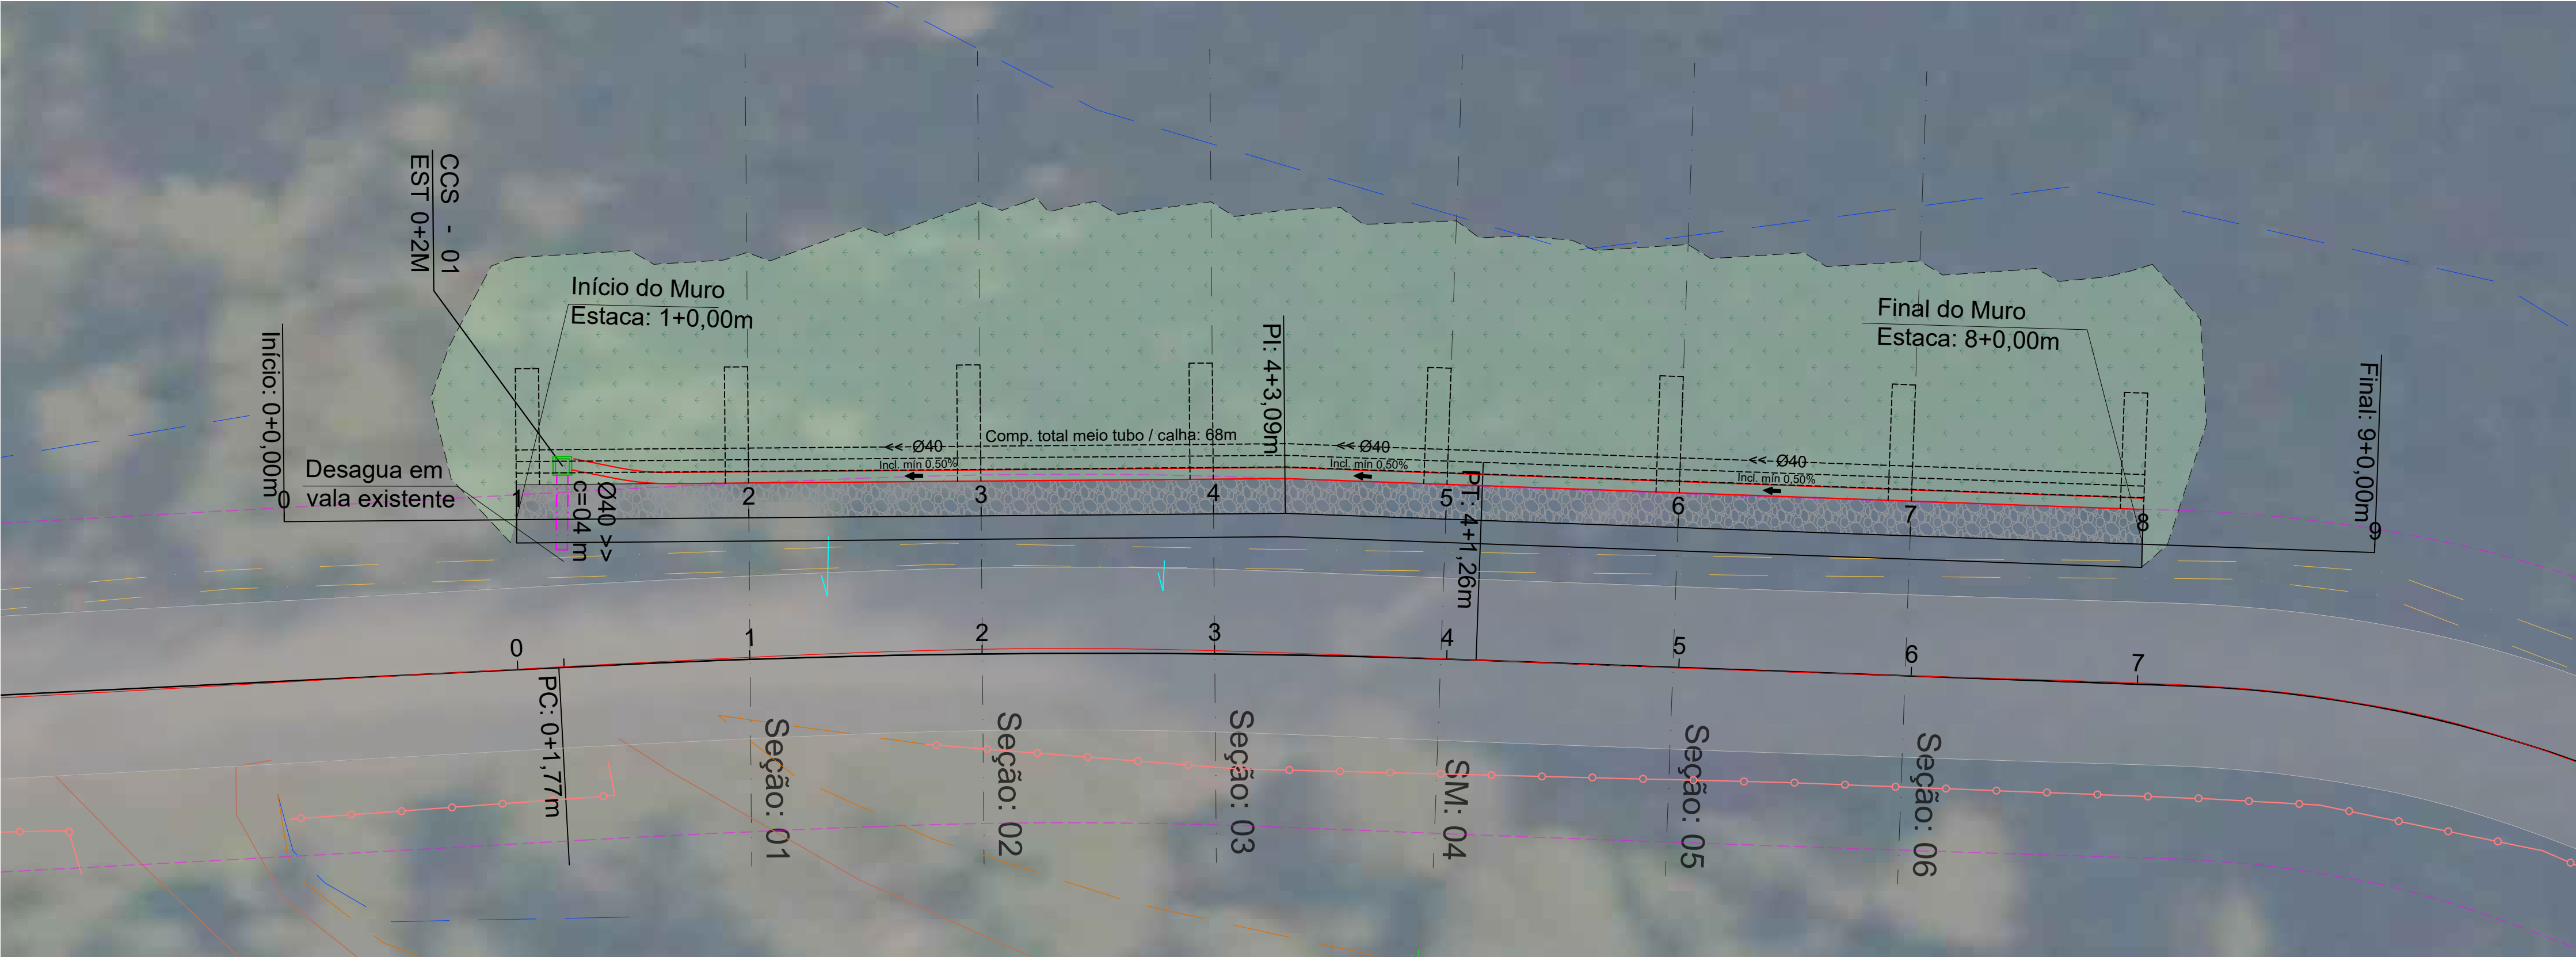 CCS - 01
EST 0+2M
Início do Muro
Estaca: 1+0,00m
Final do Muro
Estaca: 8+0,00m
Início: 0+0,00m
PI: 4+3,09m
Final: 9+0,00m
<< Ø40
Comp. total meio tubo / calha: 68m
<< Ø40
<< Ø40
Incl. min 0,50%
Incl. min 0,50%
Incl. min 0,50%
Desagua em
vala existente
Ø40 >>
c=04 m
0
1
2
3
4
5
6
7
8
9
PT: 4+1,26m
0
1
2
3
4
5
6
7
PC: 0+1,77m
Seção: 01
Seção: 02
Seção: 03
SM: 04
Seção: 05
Seção: 06